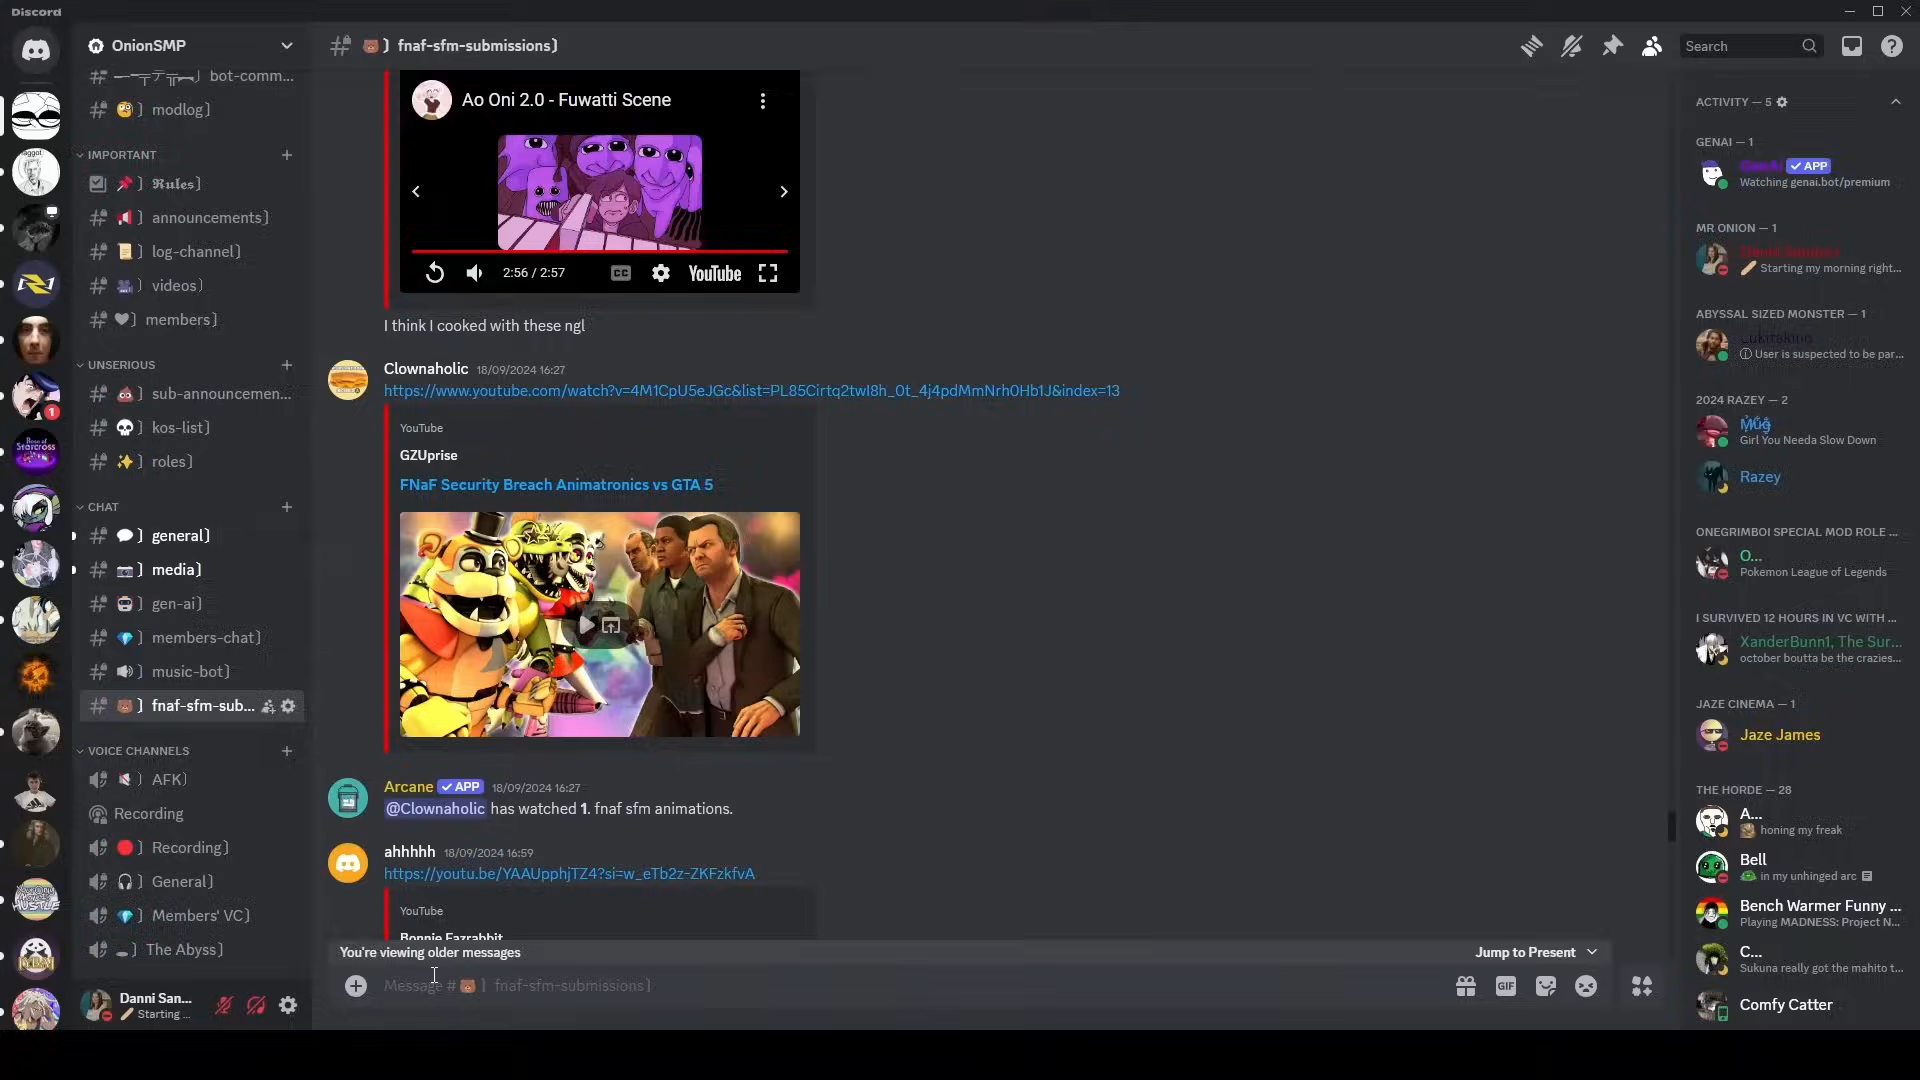 Discord
OnionSMP
bot-comm...
modlog
IMPORTANT
Rules
announcements
log-channel
videos
members
UNSERIOUS
sub-announcemen...
kos-list
roles
CHAT
general
media
gen-ai
members-chat
music-bot
fnaf-sfm-sub...
VOICE CHANNELS
AFK
Recording
Recording
General
Members' VC
The Abyss
Danni San...
Starting ...
fnaf-sfm-submissions
Search
Ao Oni 2.0 - Fuwatti Scene
2:56 / 2:57
CC
YouTube
I think I cooked with these ngl
Clownaholic 18/09/2024 16:27
https://www.youtube.com/watch?v=4M1CpU5eJGc&list=PL85Cirtq2twI8h_0t_4j4pdMmNrh0Hb1J&index=13
YouTube
GZUprise
FNaF Security Breach Animatronics vs GTA 5
Arcane APP 18/09/2024 16:27
@Clownaholic has watched 1. fnaf sfm animations.
ahhhhh 18/09/2024 16:59
https://youtu.be/YAAUpphjTZ4?si=w_eTb2z-ZKFzkfvA
YouTube
Bonnie Fazrabbit
You're viewing older messages
Jump to Present
Message # fnaf-sfm-submissions
GIF
ACTIVITY — 5
GENAI — 1
GenAI APP
Watching genai.bot/premium
MR ONION — 1
Starting my morning right...
ABYSSAL SIZED MONSTER — 1
User is suspected to be par...
2024 RAZEY — 2
Mug
Girl You Needa Slow Down
Razey
ONEGRIMBOI SPECIAL MOD ROLE ...
O...
Pokemon League of Legends
I SURVIVED 12 HOURS IN VC WITH ...
XanderBunn1, The Sur...
october boutta be the crazies...
JAZE CINEMA — 1
Jaze James
THE HORDE — 28
A...
honing my freak
Bell
in my unhinged arc
Bench Warmer Funny ...
Playing MADNESS: Project N...
C...
Sukuna really got the mahito t...
Comfy Catter